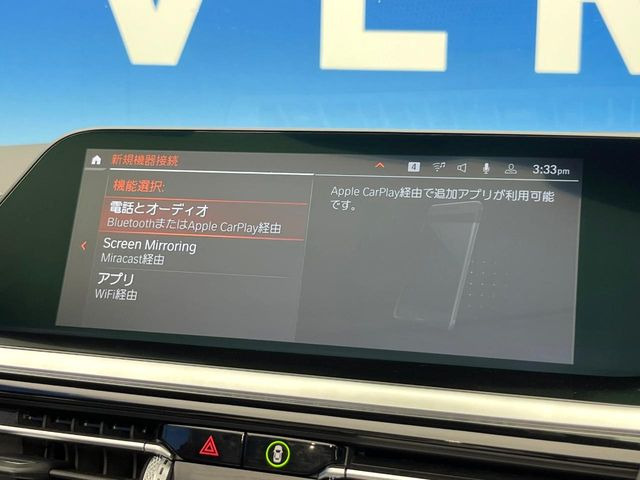 VEN
新規機器接続
4
3:33pm
機能選択:
電話とオーディオ
BluetoothまたはApple CarPlay経由
Screen Mirroring
Miracast経由
アプリ
WiFi経由
Apple CarPlay経由で追加アプリが利用可能
です。